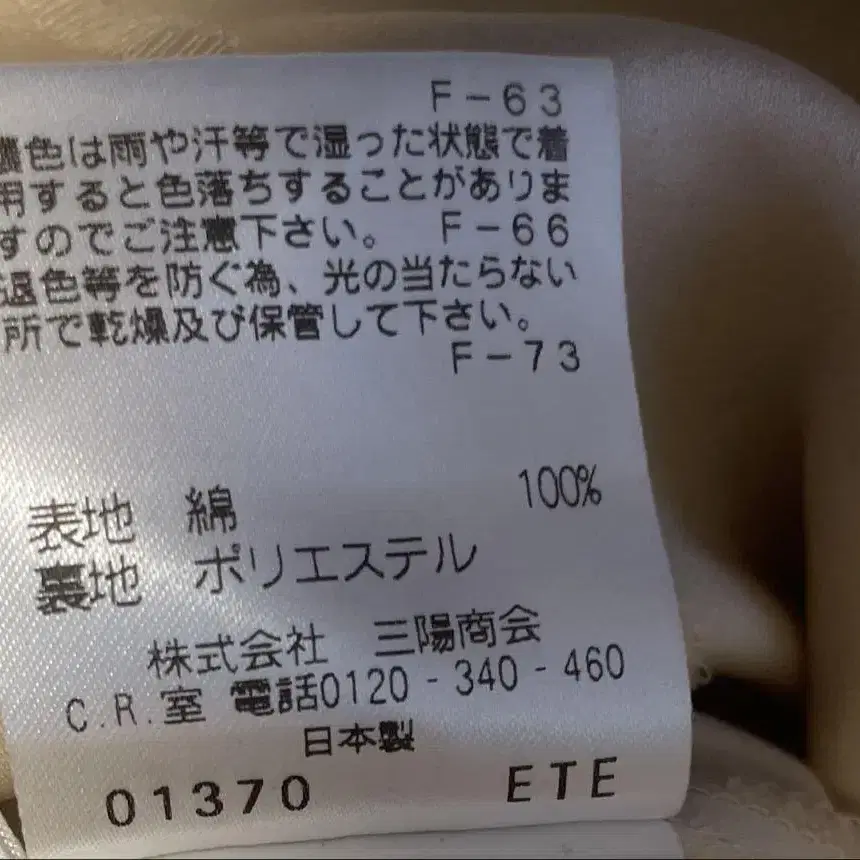 F-63
濃色は雨や汗等で湿った状態で着
用すると色落ちすることがありま
すのでご注意下さい。 F-66
退色等を防ぐ為、光の当たらない
所で乾燥及び保管して下さい。
F-73
表地 綿 100%
裏地 ポリエステル
株式会社 三陽商会
C.R.室 電話0120-340-460
日本製
01370 ETE